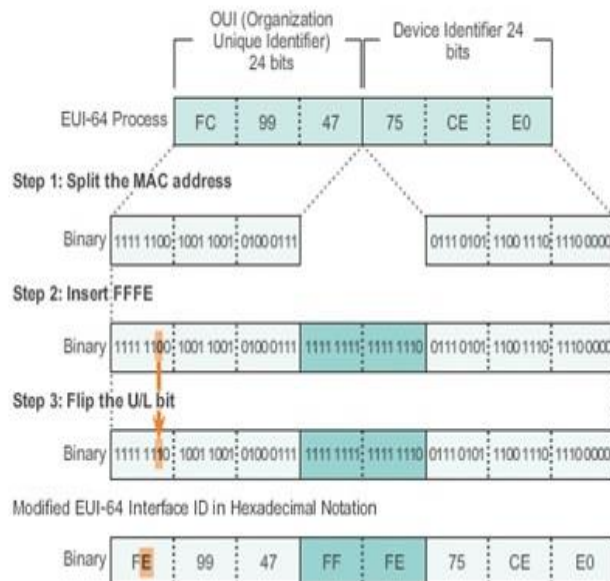 OUI (Organization
Unique Identifier)
24 bits
Device Identifier 24
bits
EUI-64 Process FC 99 47 75 CE E0
Step 1: Split the MAC address
Binary 1111 1100 1001 1001 0100 0111 0111 0101 1100 1110 1110 0000
Step 2: Insert FFFE
Binary 1111 1100 1001 1001 0100 0111 1111 1111 1111 1110 0111 0101 1100 1110 1110 0000
Step 3: Flip the U/L bit
Binary 1111 1110 1001 1001 0100 0111 1111 1111 1111 1110 0111 0101 1100 1110 1110 0000
Modified EUI-64 Interface ID in Hexadecimal Notation
Binary FE 99 47 FF FE 75 CE E0